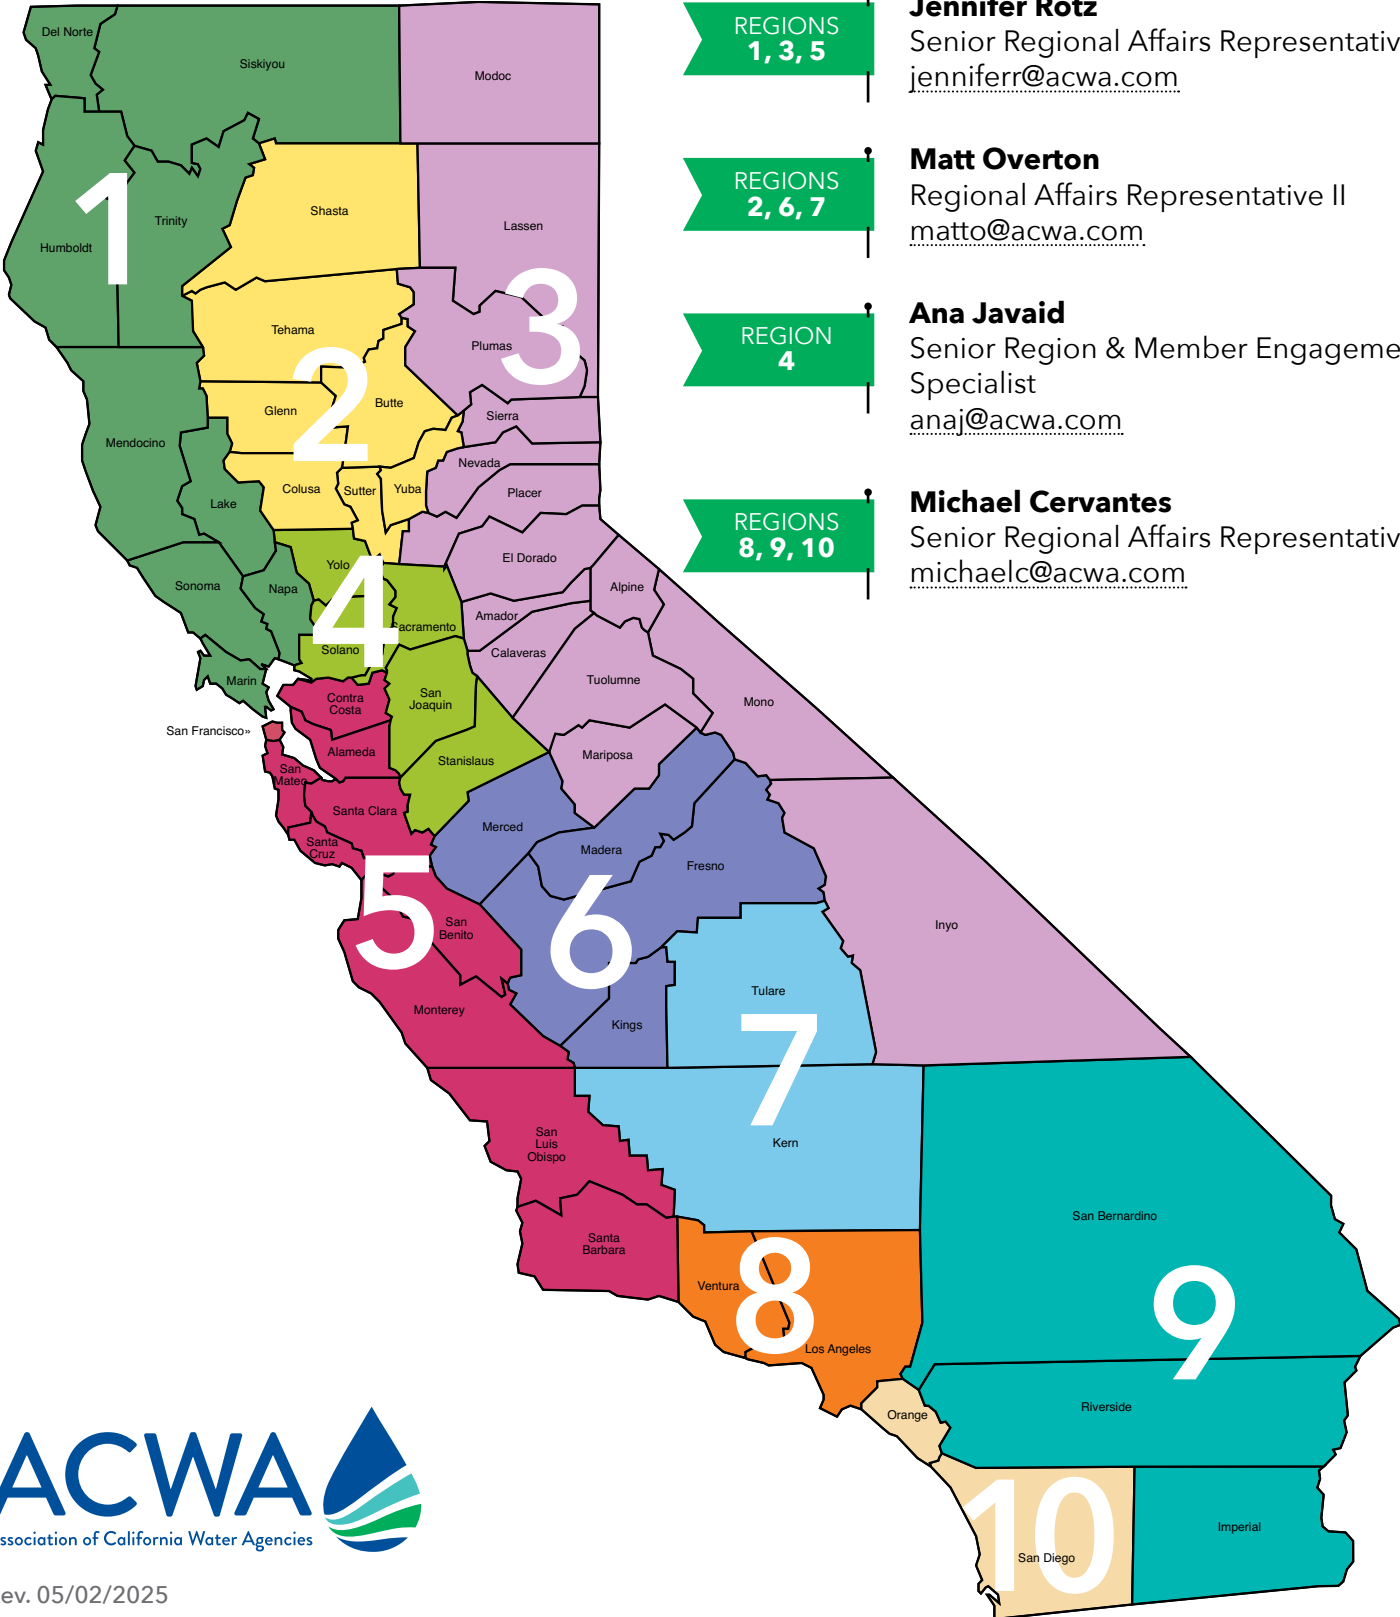 Jennifer Rotz
REGIONS
1, 3, 5
Senior Regional Affairs Representativ
jenniferr@acwa.com
REGIONS
2, 6, 7
Matt Overton
Regional Affairs Representative II
matto@acwa.com
REGION
4
Ana Javaid
Senior Region & Member Engageme
Specialist
anaj@acwa.com
REGIONS
8, 9, 10
Michael Cervantes
Senior Regional Affairs Representativ
michaelc@acwa.com
Del Norte
Siskiyou
Modoc
1
Humboldt
Trinity
Shasta
Lassen
3
Tehama
Plumas
2
Glenn
Butte
Sierra
Mendocino
Nevada
Lake
Colusa
Sutter
Yuba
Placer
El Dorado
4
Yolo
Sonoma
Napa
Alpine
Amador
Sacramento
Solano
Calaveras
Marin
Tuolumne
Contra
Costa
San
Joaquin
Mono
San Francisco»
Alameda
Stanislaus
Mariposa
San
Mateo
Santa Clara
Merced
Santa
Cruz
Madera
Fresno
5
6
San
Benito
Inyo
Monterey
Kings
Tulare
7
San
Luis
Obispo
Kern
Santa
Barbara
San Bernardino
Ventura
8
Los Angeles
9
Orange
Riverside
10
San Diego
Imperial
ACWA
ssociation of California Water Agencies
ev. 05/02/2025